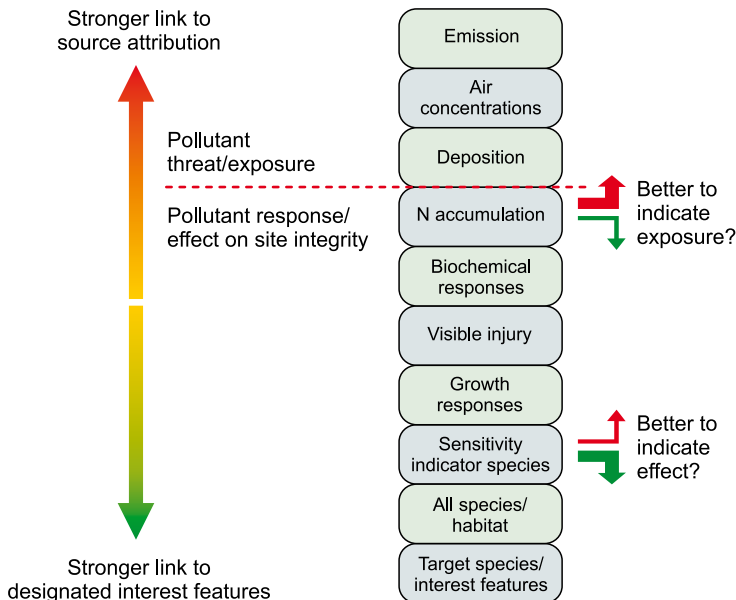 Stronger link to
source attribution
Pollutant
threat/exposure
Pollutant response/
effect on site integrity
Stronger link to
designated interest features
Emission
Air
concentrations
Deposition
N accumulation
Biochemical
responses
Visible injury
Growth
responses
Sensitivity
indicator species
All species/
habitat
Target species/
interest features
Better to
indicate
exposure?
Better to
indicate
effect?